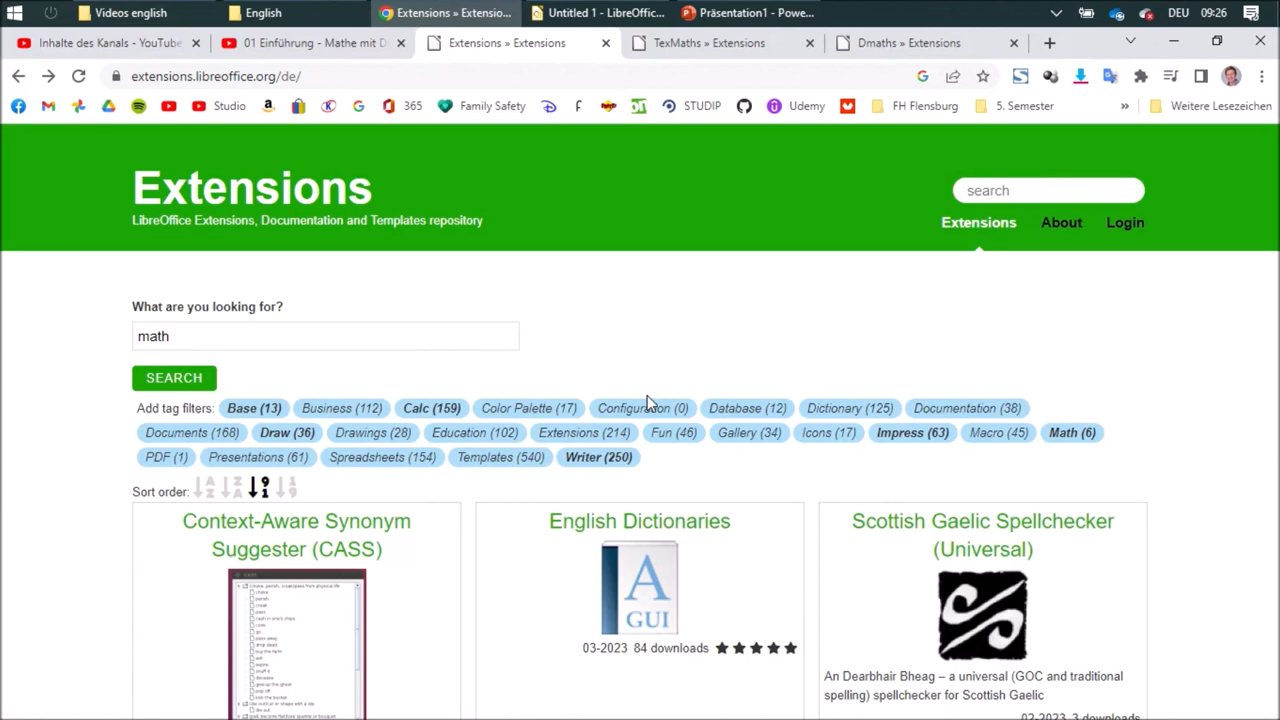 Videos english English Extensions » Extensio... Untitled 1 - LibreOffic... Präsentation1 - Powe... DEU 09:26
Inhalte des Kanals - YouTube × 01 Einführung - Mathe mit D × Extensions » Extensions × TexMaths » Extensions × Dmaths » Extensions × +
extensions.libreoffice.org/de/
Studio 365 Family Safety STUDIP Udemy FH Flensburg 5. Semester » Weitere Lesezeichen
Extensions
LibreOffice Extensions, Documentation and Templates repository
search
Extensions About Login
What are you looking for?
math
SEARCH
Add tag filters: Base (13) Business (112) Calc (159) Color Palette (17) Configuration (0) Database (12) Dictionary (125) Documentation (38)
Documents (168) Draw (36) Drawings (28) Education (102) Extensions (214) Fun (46) Gallery (34) Icons (17) Impress (63) Macro (45) Math (6)
PDF (1) Presentations (61) Spreadsheets (154) Templates (540) Writer (250)
Sort order:
Context-Aware Synonym
Suggester (CASS)
English Dictionaries
A
GUI
03-2023 84
Scottish Gaelic Spellchecker
(Universal)
An Dearbhair Rheag – Universal (GOC and traditional
spelling) spellchecker for Scottish Gaelic
02-2023 3 downloads